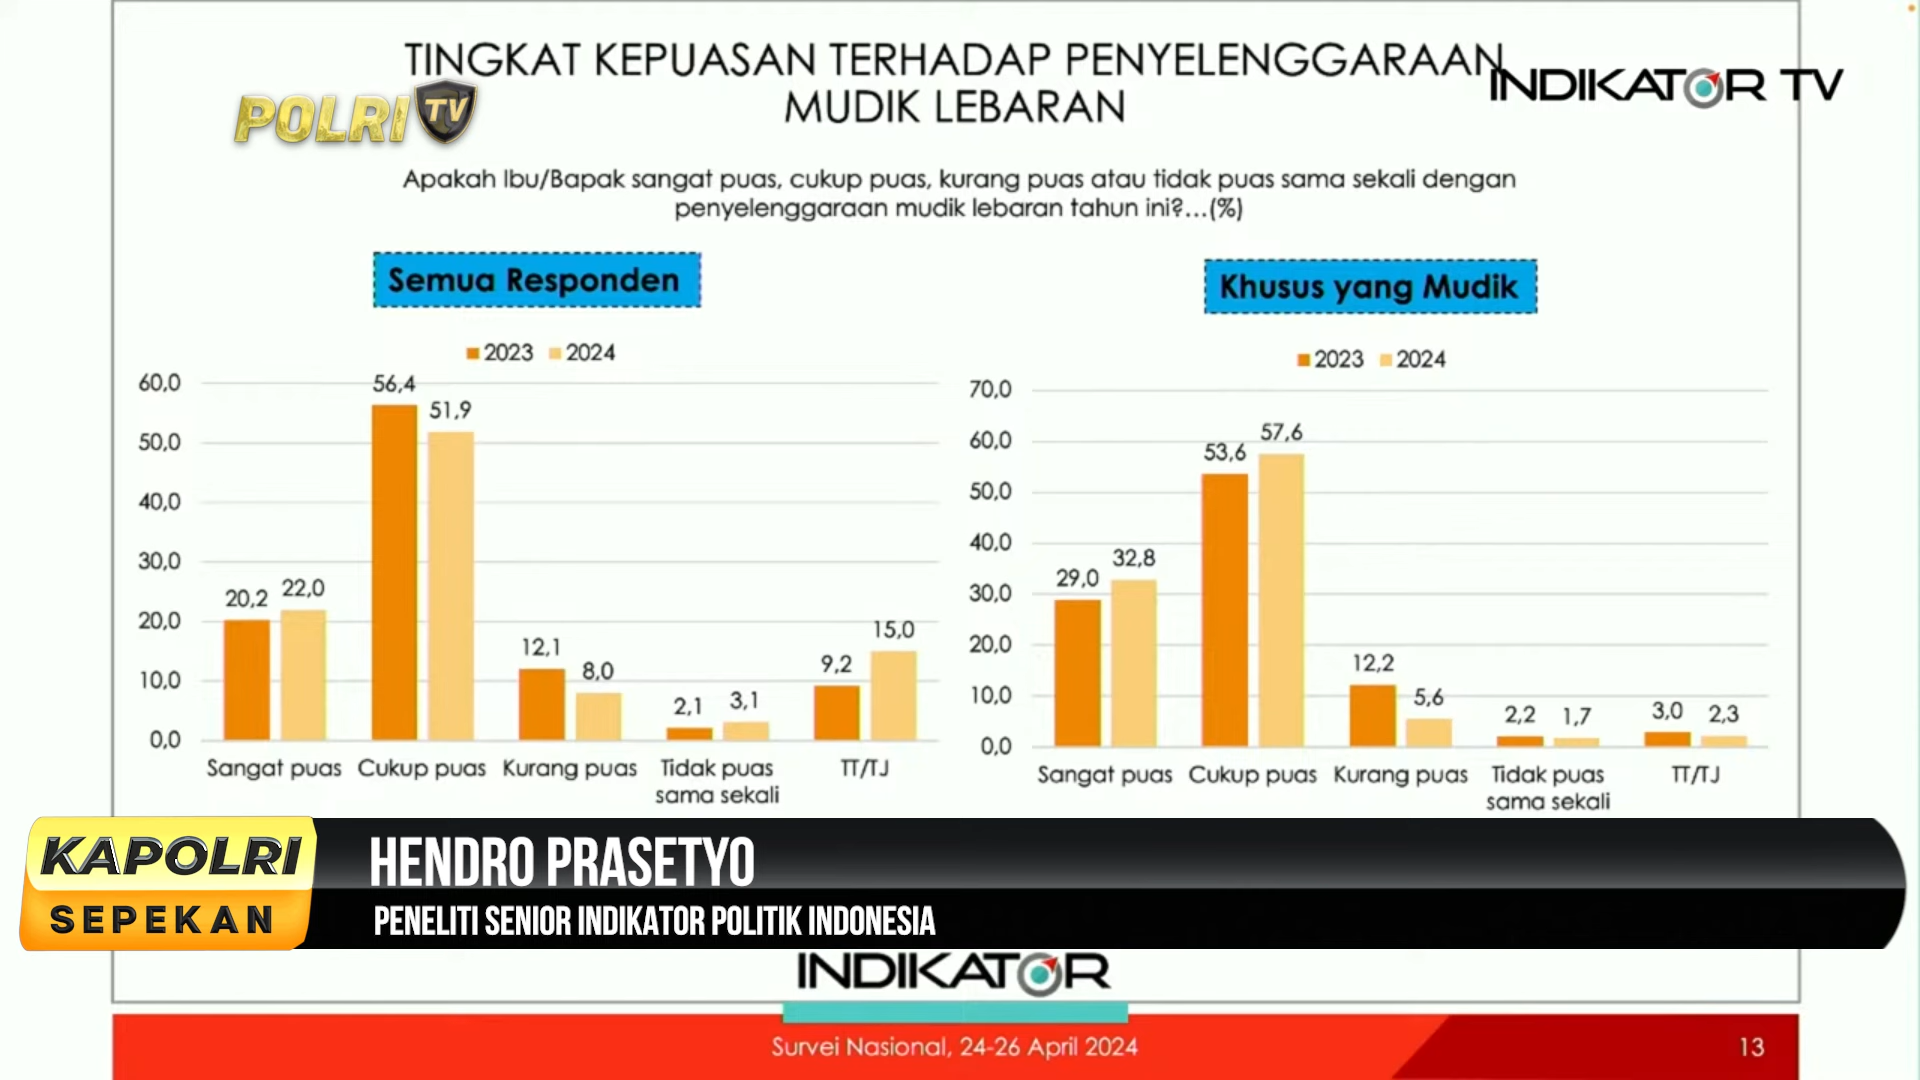 TINGKAT KEPUASAN TERHADAP PENYELENGGARAAN
MUDIK LEBARAN
POLRI TV
INDIKATOR TV
Apakah Ibu/Bapak sangat puas, cukup puas, kurang puas atau tidak puas sama sekali dengan
penyelenggaraan mudik lebaran tahun ini?...(%)
Semua Responden
2023 2024
60,0
50,0
40,0
30,0
20,0
10,0
0,0
20,2 22,0
56,4 51,9
12,1 8,0
2,1 3,1
9,2 15,0
Sangat puas Cukup puas Kurang puas Tidak puas TT/TJ
sama sekali
Khusus yang Mudik
2023 2024
70,0
60,0
50,0
40,0
30,0
20,0
10,0
0,0
29,0 32,8
53,6 57,6
12,2 5,6
2,2 1,7
3,0 2,3
Sangat puas Cukup puas Kurang puas Tidak puas TT/TJ
sama sekali
KAPOLRI
SEPEKAN
HENDRO PRASETYO
PENELITI SENIOR INDIKATOR POLITIK INDONESIA
INDIKATOR
Survei Nasional, 24-26 April 2024
13